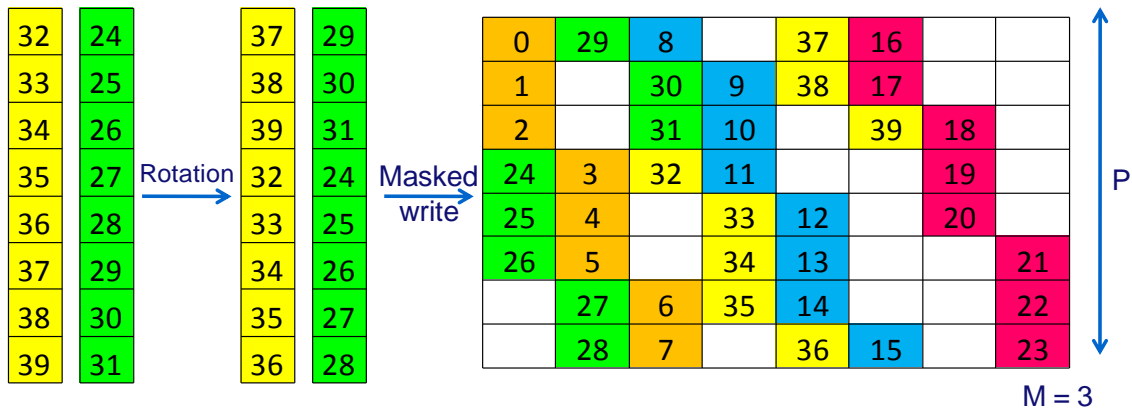 32 24 37 29 0 29 8 37 16
33 25 38 30 1 30 9 38 17
34 26 39 31 2 31 10 39 18
35 27 Rotation 32 24 Masked 24 3 32 11 19 P
36 28 33 25 write 25 4 33 12 20
37 29 34 26 26 5 34 13 21
38 30 35 27 27 6 35 14 22
39 31 36 28 28 7 36 15 23
M = 3